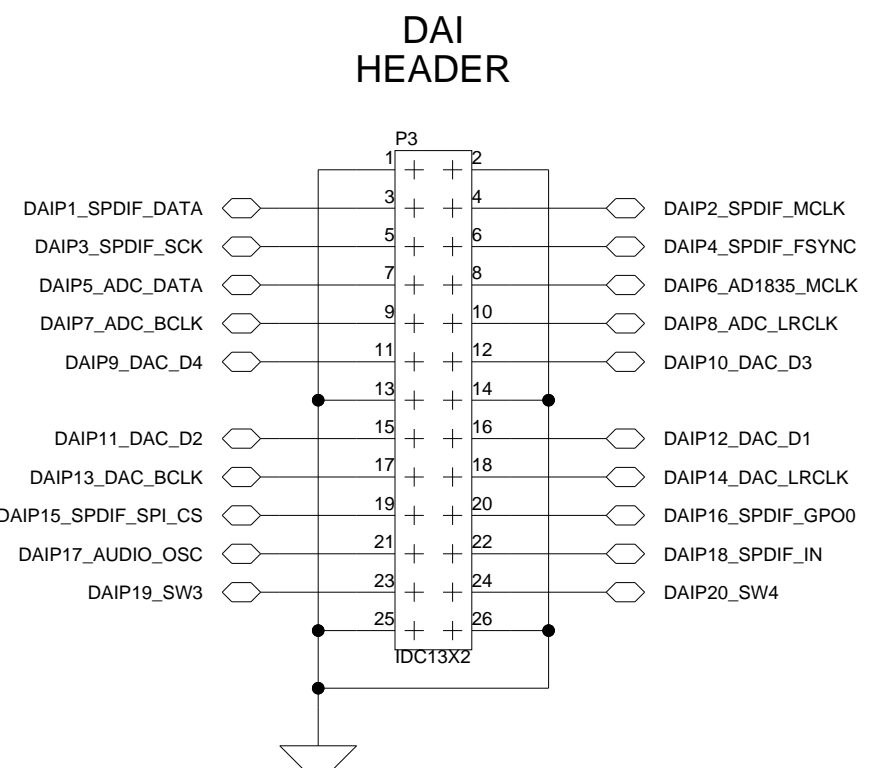 DAI
HEADER
P3
1 2
DAIP1_SPDIF_DATA 3 4 DAIP2_SPDIF_MCLK
DAIP3_SPDIF_SCK 5 6 DAIP4_SPDIF_FSYNC
DAIP5_ADC_DATA 7 8 DAIP6_AD1835_MCLK
DAIP7_ADC_BCLK 9 10 DAIP8_ADC_LRCLK
DAIP9_DAC_D4 11 12 DAIP10_DAC_D3
13 14
DAIP11_DAC_D2 15 16 DAIP12_DAC_D1
DAIP13_DAC_BCLK 17 18 DAIP14_DAC_LRCLK
DAIP15_SPDIF_SPI_CS 19 20 DAIP16_SPDIF_GPO0
DAIP17_AUDIO_OSC 21 22 DAIP18_SPDIF_IN
DAIP19_SW3 23 24 DAIP20_SW4
25 26
IDC13X2